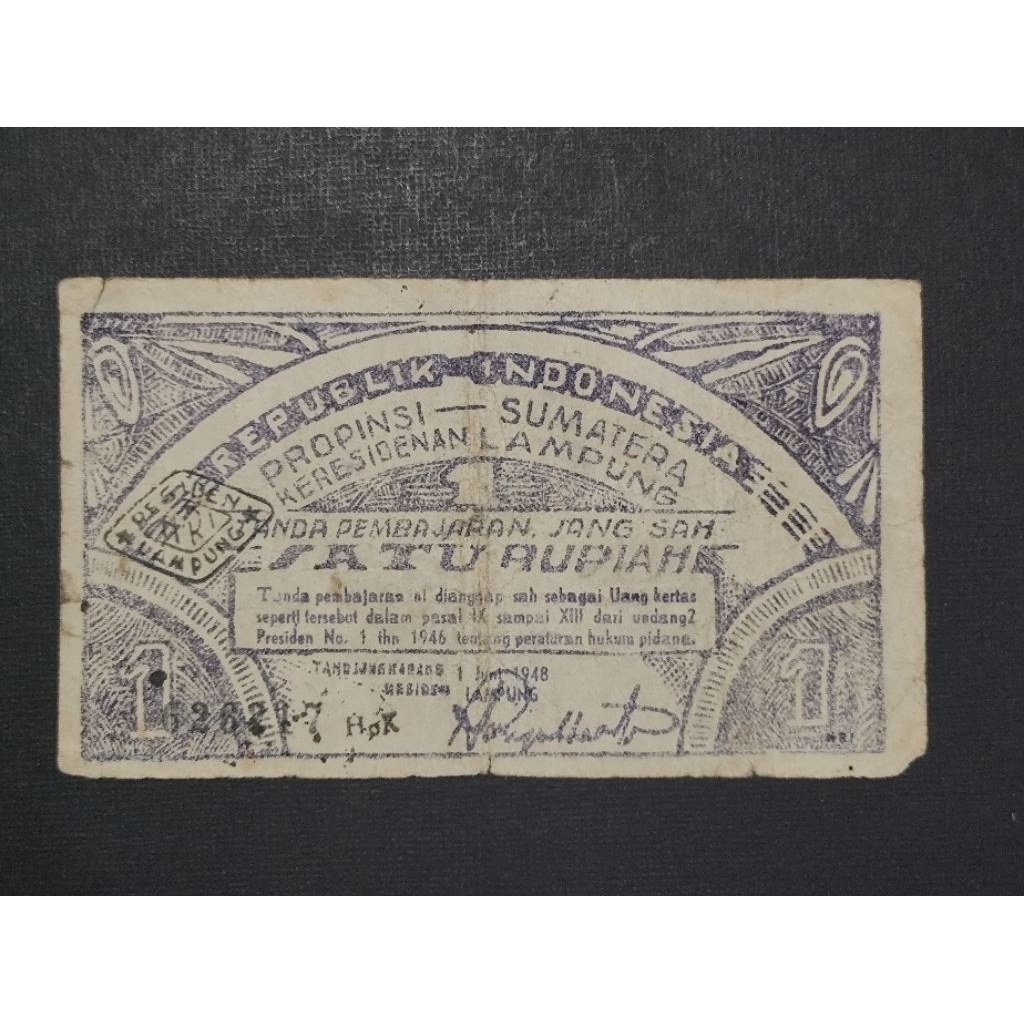 REPUBLIK INDONESIA
PROPINSI — SUMATERA
KERESIDENAN LAMPUNG
1
TANDA PEMBAJARAN. JANG SAH
SATU RUPIAH
RESIDEN
N.R.I
LAMPUNG
Tanda pembajaran ini dianggap sah sebagai Uang kertas
seperti tersebut dalam pasal IX sampai XIII dari undang2
Presiden No. 1 thn 1946 tentang peraturan hukum pidana.
TANDJUNGKARANG 1 Juni 1948
RESIDEN LAMPUNG
1
1
HøK